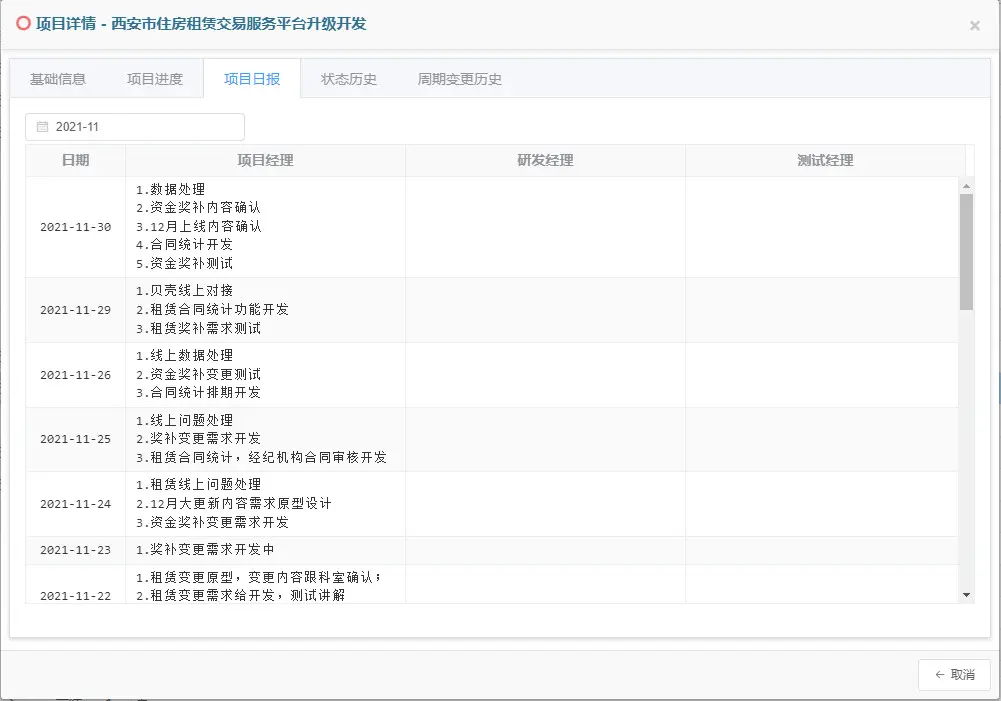 项目详情 - 西安市住房租赁交易服务平台升级开发
基础信息 项目进度 项目日报 状态历史 周期变更历史
2021-11
日期 项目经理 研发经理 测试经理
2021-11-30
1.数据处理
2.资金奖补内容确认
3.12月上线内容确认
4.合同统计开发
5.资金奖补测试
2021-11-29
1.贝壳线上对接
2.租赁合同统计功能开发
3.租赁奖补需求测试
2021-11-26
1.线上数据处理
2.资金奖补变更测试
3.合同统计排期开发
2021-11-25
1.线上问题处理
2.奖补变更需求开发
3.租赁合同统计，经纪机构合同审核开发
2021-11-24
1.租赁线上问题处理
2.12月大更新内容需求原型设计
3.资金奖补变更需求开发
2021-11-23
1.奖补变更需求开发中
2021-11-22
1.租赁变更原型，变更内容跟科室确认；
2.租赁变更需求给开发，测试讲解
取消